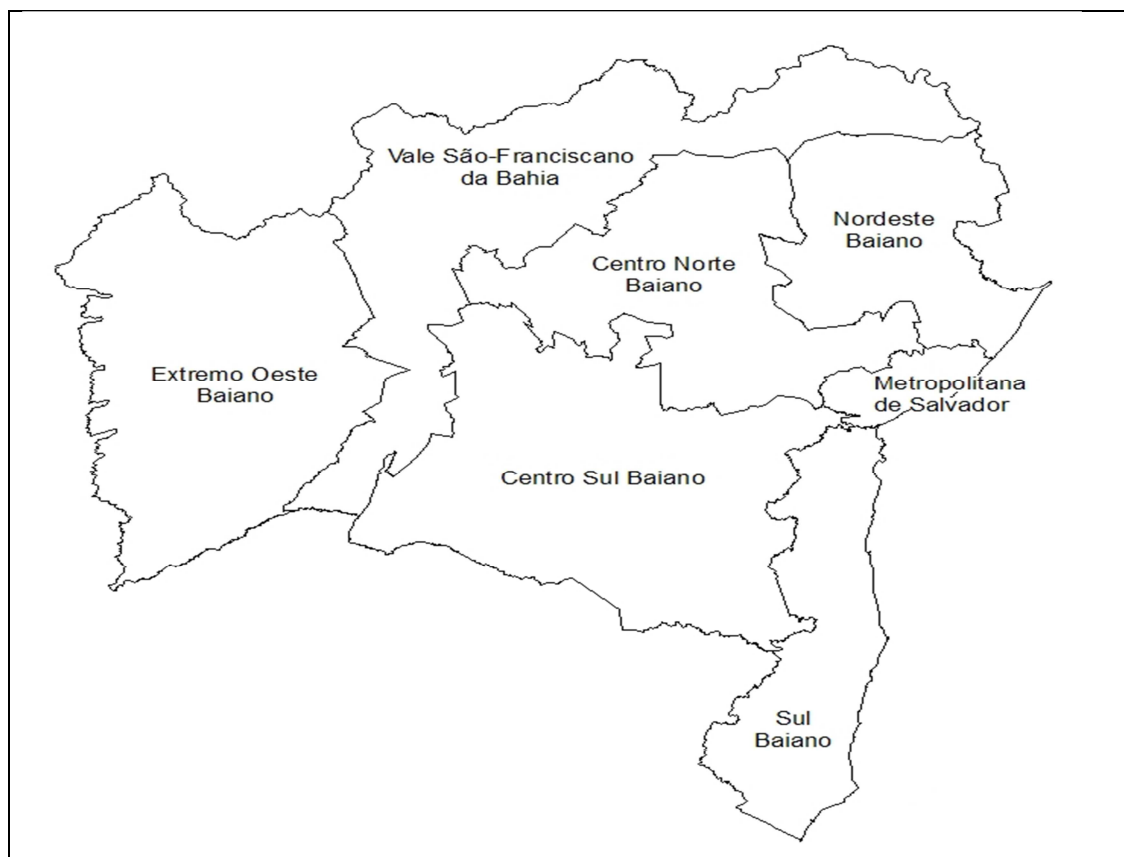 Vale São-Franciscano
da Bahia
Nordeste
Baiano
Centro Norte
Baiano
Extremo Oeste
Baiano
Metropolitana
de Salvador
Centro Sul Baiano
Sul
Baiano